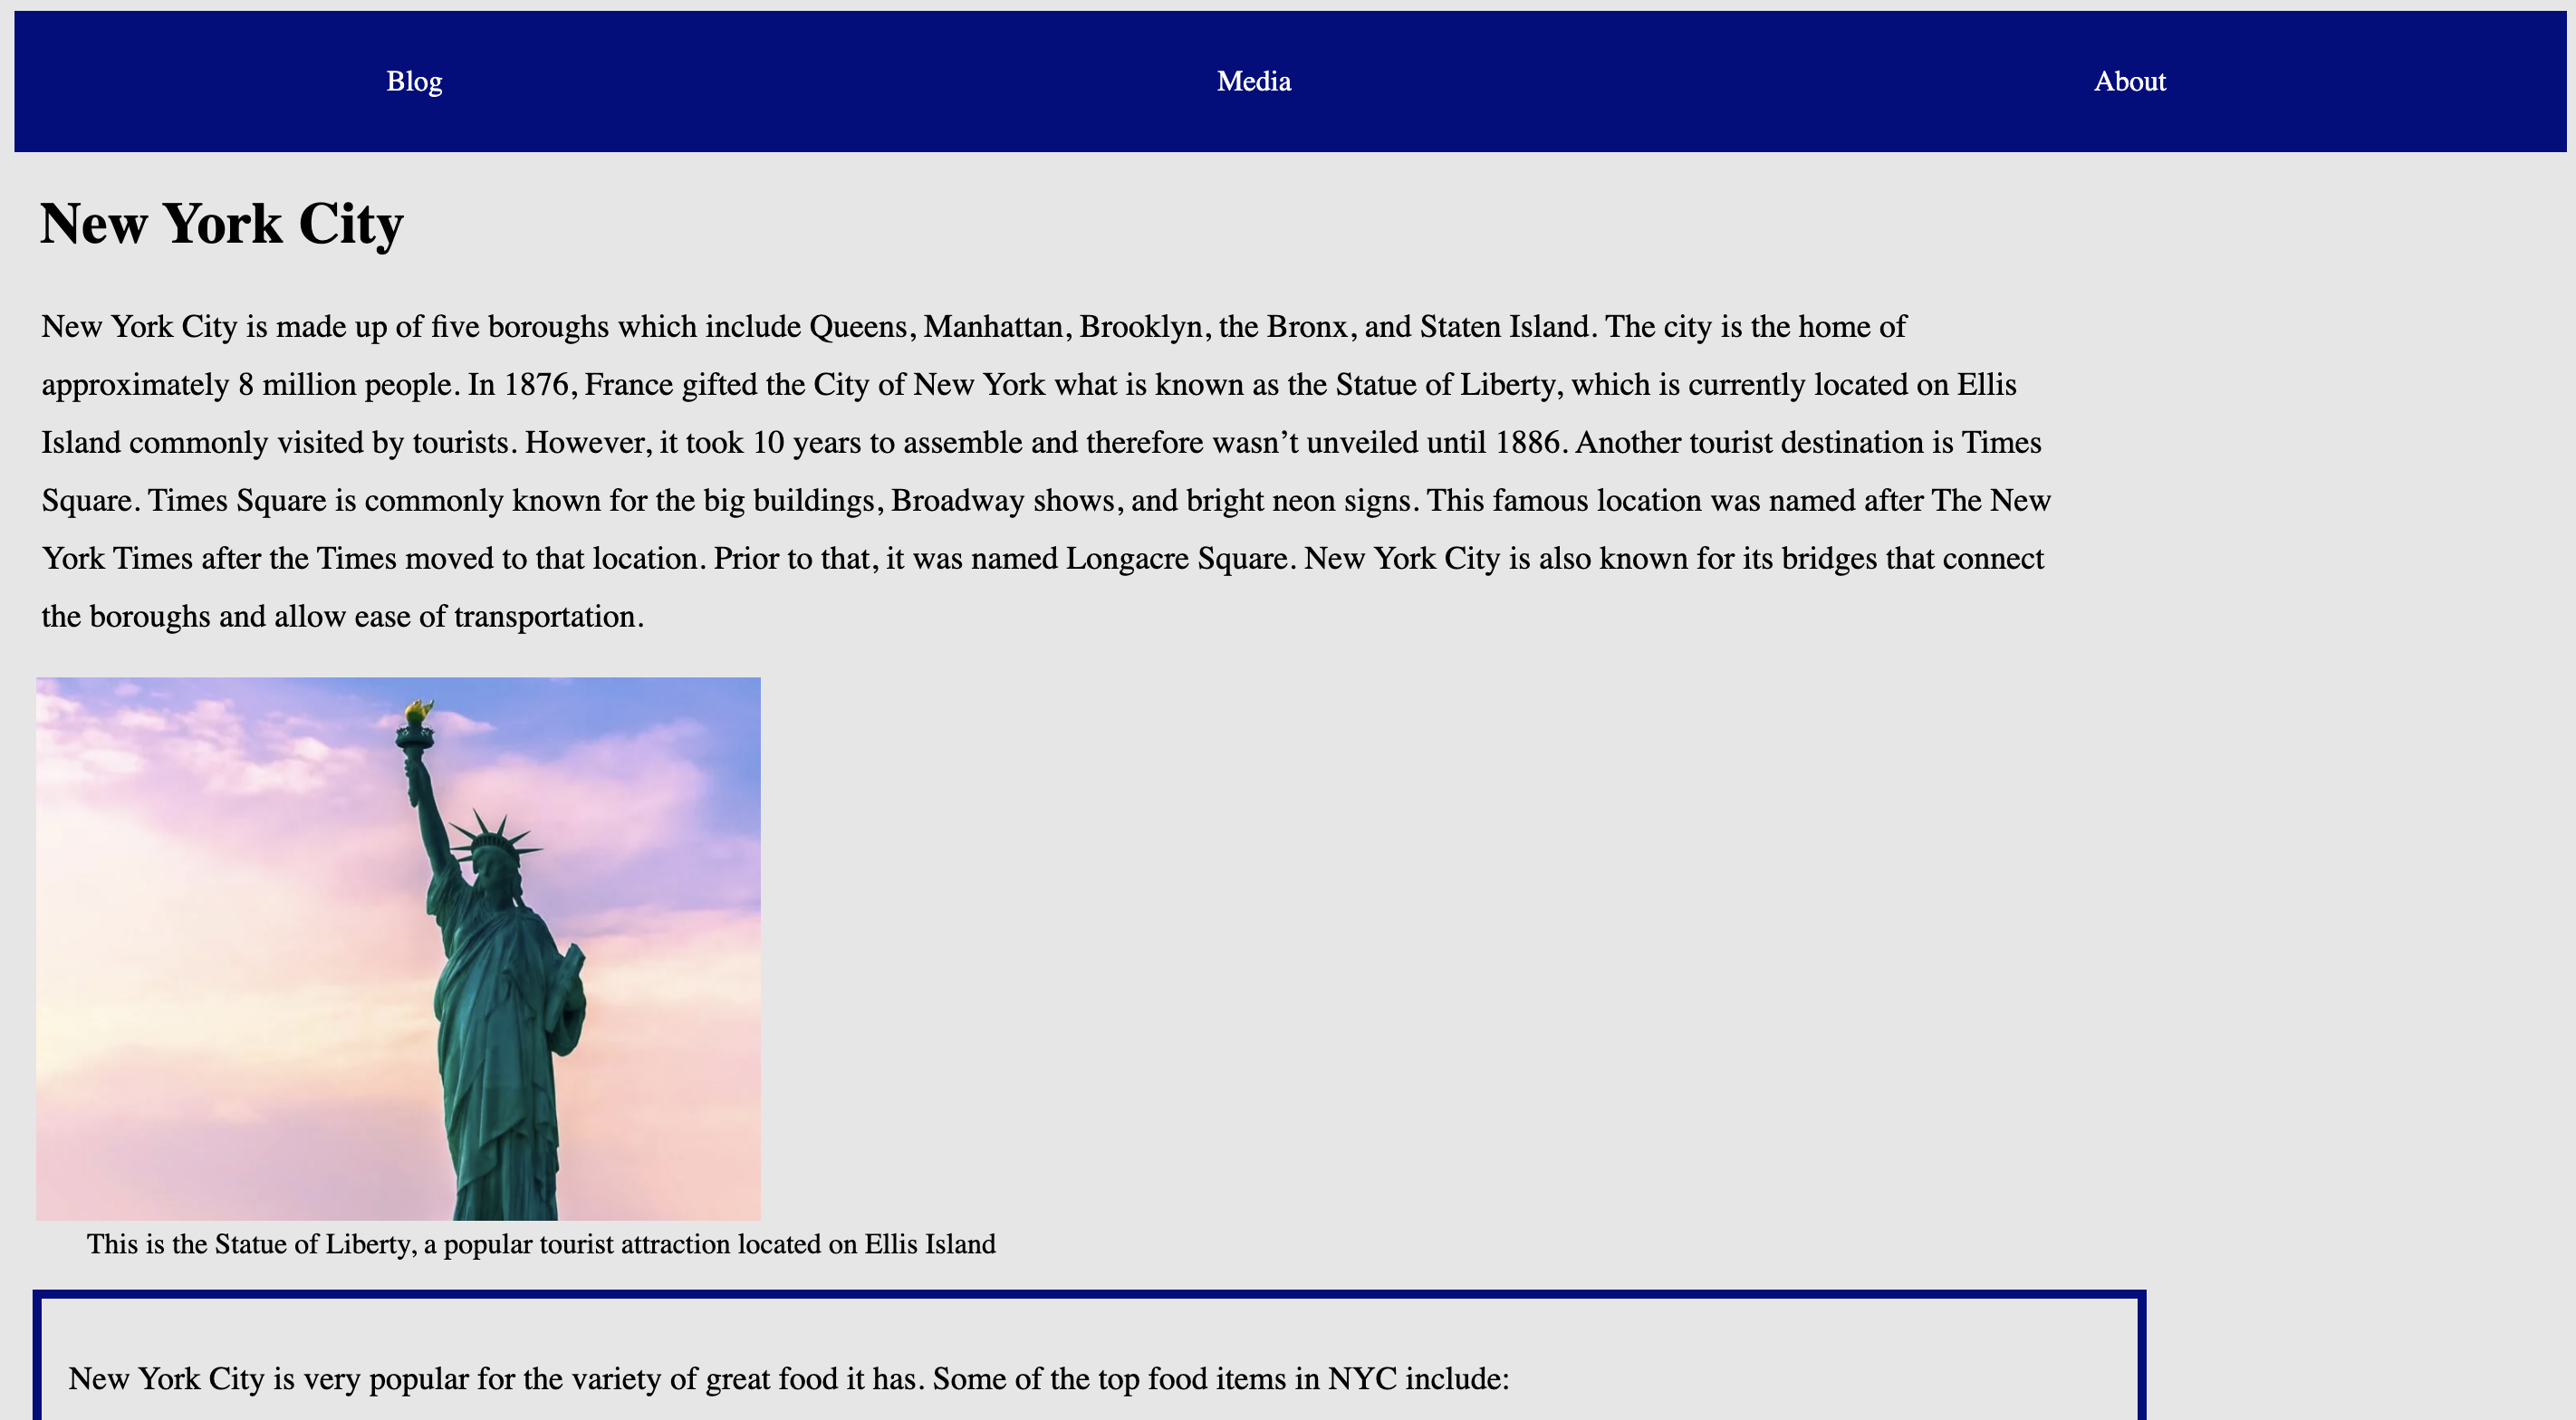 Blog Media About
New York City
New York City is made up of five boroughs which include Queens, Manhattan, Brooklyn, the Bronx, and Staten Island. The city is the home of
approximately 8 million people. In 1876, France gifted the City of New York what is known as the Statue of Liberty, which is currently located on Ellis
Island commonly visited by tourists. However, it took 10 years to assemble and therefore wasn’t unveiled until 1886. Another tourist destination is Times
Square. Times Square is commonly known for the big buildings, Broadway shows, and bright neon signs. This famous location was named after The New
York Times after the Times moved to that location. Prior to that, it was named Longacre Square. New York City is also known for its bridges that connect
the boroughs and allow ease of transportation.
This is the Statue of Liberty, a popular tourist attraction located on Ellis Island
New York City is very popular for the variety of great food it has. Some of the top food items in NYC include: